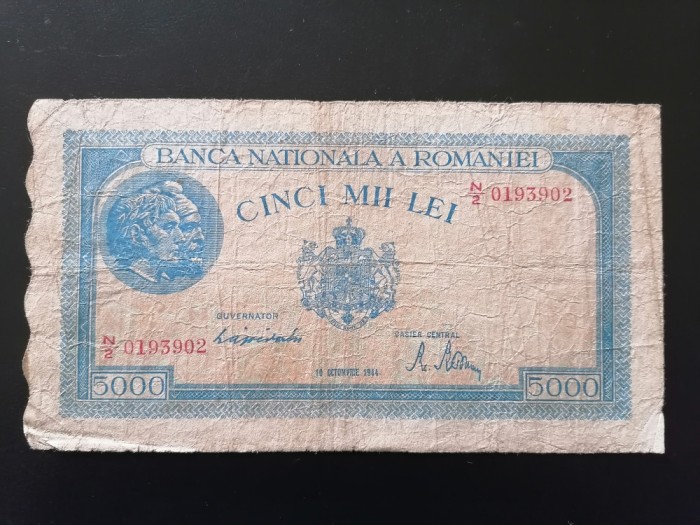 BANCA NATIONALA A ROMANIEI
CINCI MII LEI
N/2 0193902
GUVERNATOR
CASIER CENTRAL
N/2 0193902
10 OCTOMVRIE 1944
5000
5000